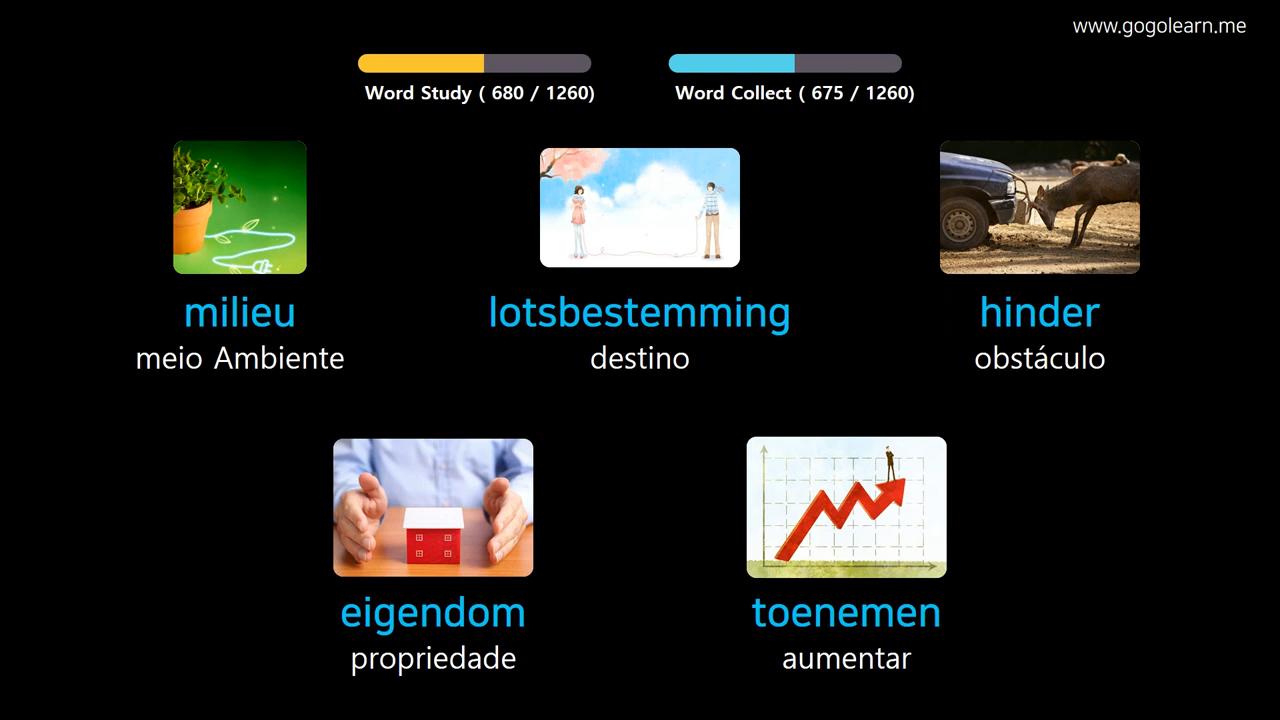 www.gogolearn.me
Word Study ( 680 / 1260)
Word Collect ( 675 / 1260)
milieu
meio Ambiente
lotsbestemming
destino
hinder
obstáculo
eigendom
propriedade
toenemen
aumentar